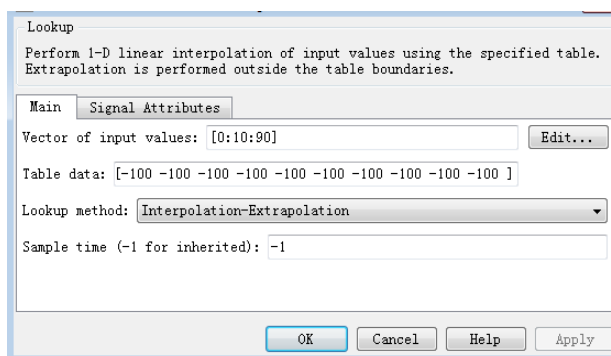 Lookup
Perform 1-D linear interpolation of input values using the specified table.
Extrapolation is performed outside the table boundaries.
Main Signal Attributes
Vector of input values: [0:10:90] Edit...
Table data: [-100 -100 -100 -100 -100 -100 -100 -100 -100 -100 ]
Lookup method: Interpolation-Extrapolation
Sample time (-1 for inherited): -1
OK Cancel Help Apply